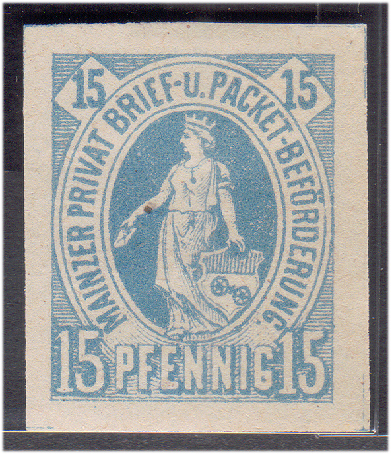 15 15
MAINZER PRIVAT BRIEF-U. PACKET-BEFÖRDERUNG.
15 PFENNIG 15